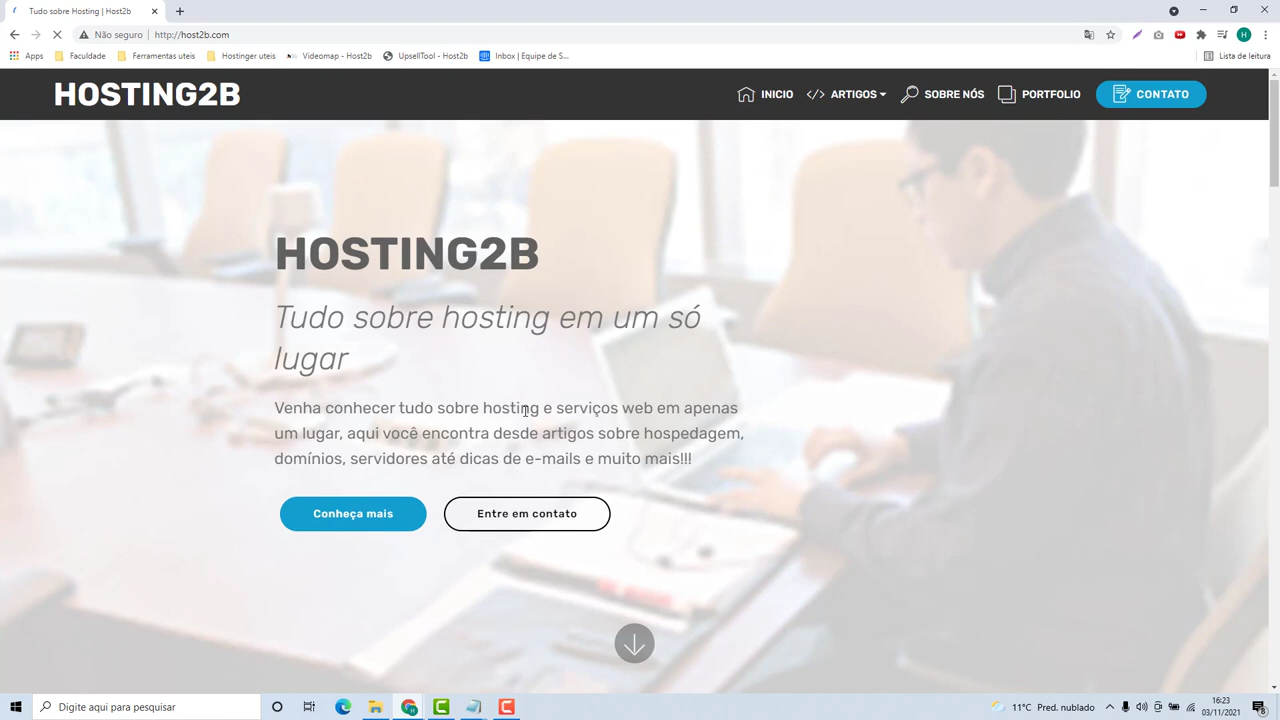 Tudo sobre Hosting | Host2b
Não seguro
http://host2b.com
Apps
Faculdade
Ferramentas uteis
Hostinger uteis
Videomap - Host2b
UpsellTool - Host2b
Inbox | Equipe de S...
Lista de leitura
HOSTING2B
INICIO
ARTIGOS
SOBRE NÓS
PORTFOLIO
CONTATO
HOSTING2B
Tudo sobre hosting em um só
lugar
Venha conhecer tudo sobre hosting e serviços web em apenas
um lugar, aqui você encontra desde artigos sobre hospedagem,
domínios, servidores até dicas de e-mails e muito mais!!!
Conheça mais
Entre em contato
Digite aqui para pesquisar
11°C Pred. nublado
16:23
03/11/2021